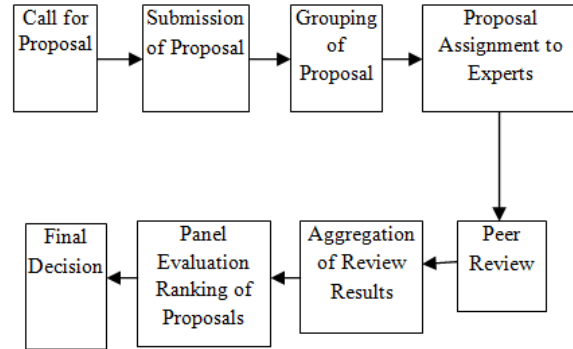 Call for
Proposal
Submission
of Proposal
Grouping
of
Proposal
Proposal
Assignment to
Experts
Peer
Review
Aggregation
of Review
Results
Panel
Evaluation
Ranking of
Proposals
Final
Decision